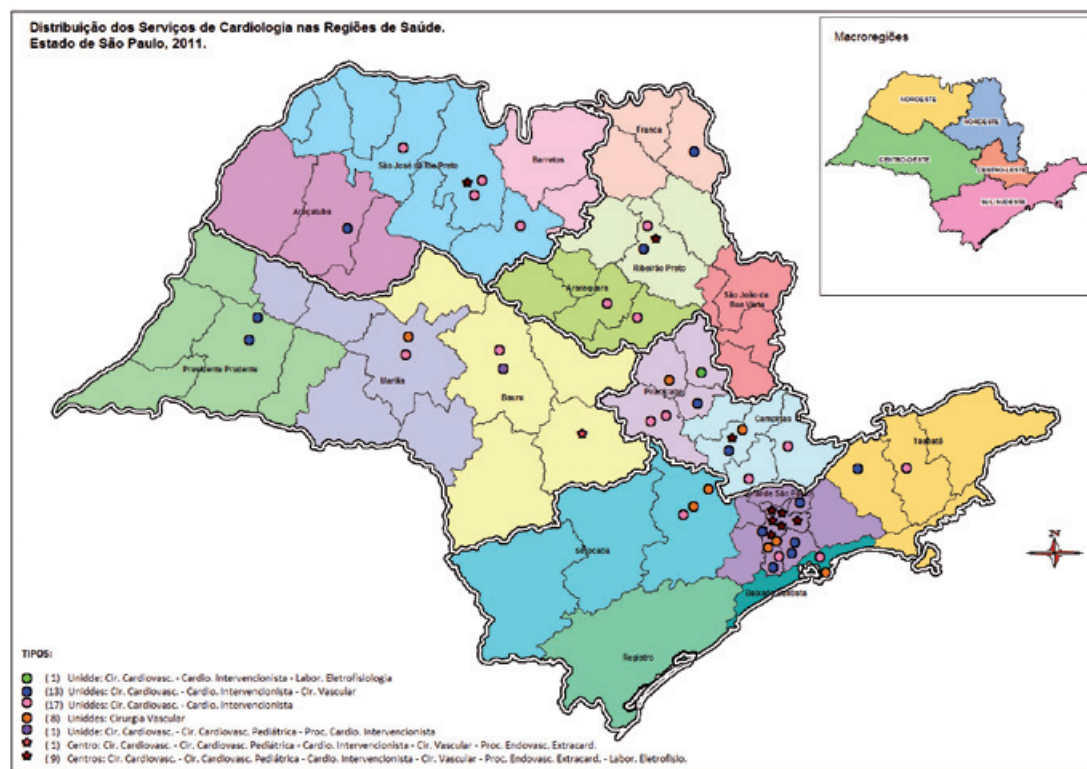 Distribuição dos Serviços de Cardiologia nas Regiões de Saúde.
Estado de São Paulo, 2011.
Macroregiões
NOROESTE
NORDESTE
CENTRO-OESTE
CENTRO-LESTE
SUL/SUDESTE
Franca
São José do Rio Preto
Barretos
Araçatuba
Ribeirão Preto
Araraquara
São João da
Boa Vista
Presidente Prudente
Marília
Bauru
Piracicaba
Campinas
Taubaté
Grande São Paulo
Sorocaba
Baixada Santista
Registro
N
TIPOS:
( 1) Unidde: Cir. Cardiovasc. - Cardio. Intervencionista - Labor. Eletrofisiologia
(13) Uniddes: Cir. Cardiovasc. - Cardio. Intervencionista - Cir. Vascular
(17) Uniddes: Cir. Cardiovasc. - Cardio. Intervencionista
( 8) Uniddes: Cirurgia Vascular
( 1) Unidde: Cir. Cardiovasc. - Cir. Cardiovasc. Pediátrica - Proc. Cardio. Intervencionista
( 1) Centro: Cir. Cardiovasc. - Cir. Cardiovasc. Pediátrica - Cardio. Intervencionista - Cir. Vascular - Proc. Endovasc. Extracard.
( 9) Centros: Cir. Cardiovasc. - Cir. Cardiovasc. Pediátrica - Cardio. Intervencionista - Cir. Vascular - Proc. Endovasc. Extracard. - Labor. Eletrofisio.